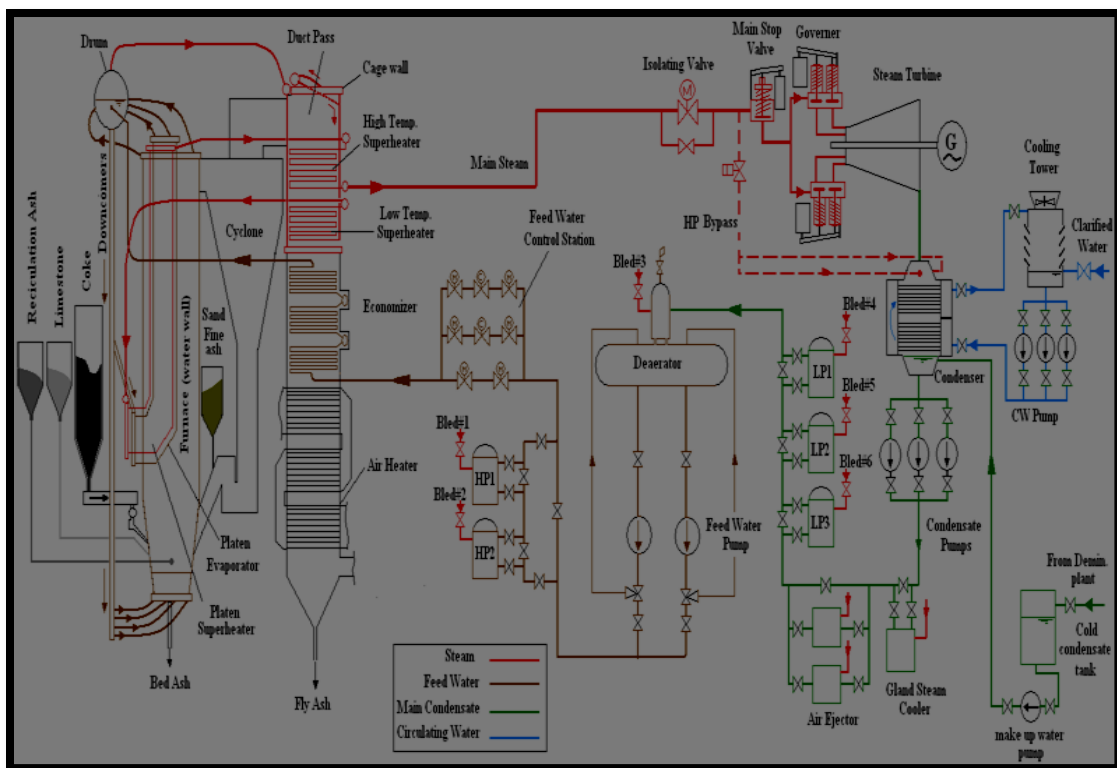 Drum
Duct Pass
Cage wall
Isolating Valve
M
Main Stop
Valve
Governer
Steam Turbine
G
~
High Temp.
Superheater
Main Steam
Low Temp.
Superheater
HP Bypass
Cooling
Tower
Clarified
Water
Reciculation Ash
Limestone
Coke
Downcomers
Furnace (water wall)
Cyclone
Sand
Fine
ash
Feed Water
Control Station
Economizer
Bled#3
Deaerator
Bled#4
LP1
Bled#5
LP2
Bled#6
LP3
Condenser
CW Pump
Bled#1
HP1
Bled#2
HP2
Air Heater
Feed Water
Pump
Condensate
Pumps
Platen
Evaporator
Platen
Superheater
From Demin.
plant
Cold
condensate
tank
Bed Ash
Fly Ash
Steam
Feed Water
Main Condensate
Circulating Water
Air Ejector
Gland Steam
Cooler
make up water
pump